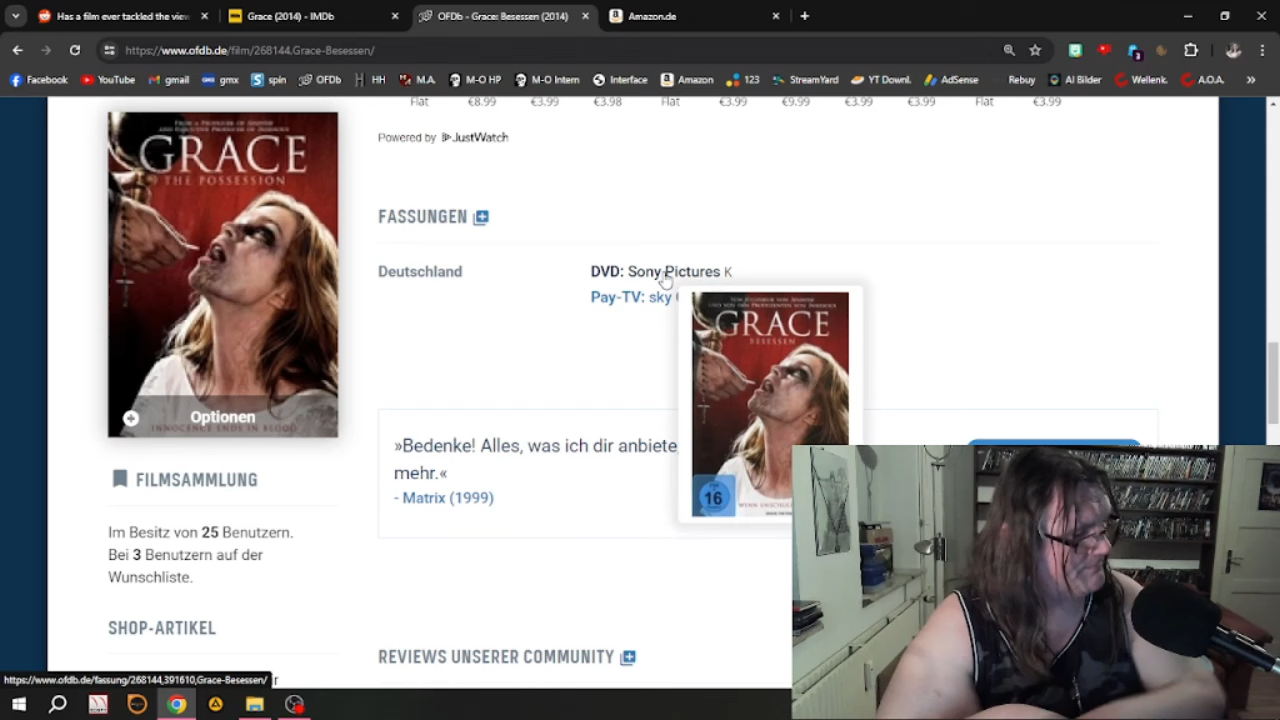 Has a film ever tackled the view
Grace (2014) - IMDb
OFDb - Grace: Besessen (2014)
Amazon.de
https://www.ofdb.de/film/268144,Grace-Besessen/
3
Facebook
YouTube
gmail
gmx
spin
OFDb
HH
M.A.
M-O HP
M-O Intern
Interface
Amazon
123
StreamYard
YT Downl.
AdSense
Rebuy
AI Bilder
Wellenk.
A.O.A.
Flat €8.99 €3.99 €3.98 Flat €3.99 €9.99 €3.99 €3.99 Flat €3.99
Powered by JustWatch
GRACE
THE POSSESSION
Optionen
INNOCENCE ENDS IN BLOOD
FASSUNGEN
Deutschland
DVD: Sony Pictures K
Pay-TV: sky
GRACE
BESESSEN
16
»Bedenke! Alles, was ich dir anbiete,
mehr.«
- Matrix (1999)
FILMSAMMLUNG
Im Besitz von 25 Benutzern.
Bei 3 Benutzern auf der
Wunschliste.
SHOP-ARTIKEL
REVIEWS UNSERER COMMUNITY
https://www.ofdb.de/fassung/268144,391610,Grace-Besessen/